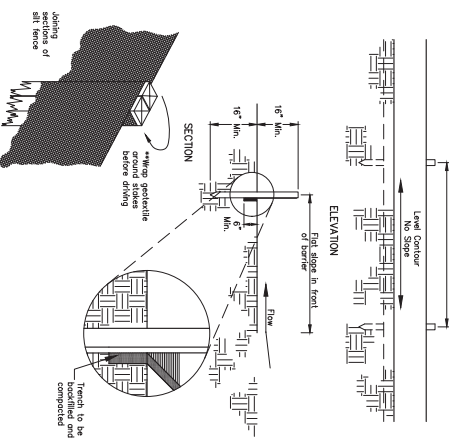 Level Contour
No Slope
ELEVATION
Flat slope in front
of barrier
16"
Min.
16"
Min.
6"
Min.
Flow
SECTION
Trench to be
backfilled and
compacted
**Wrap geotextile
around stakes
before driving
Joining
sections of
silt fence